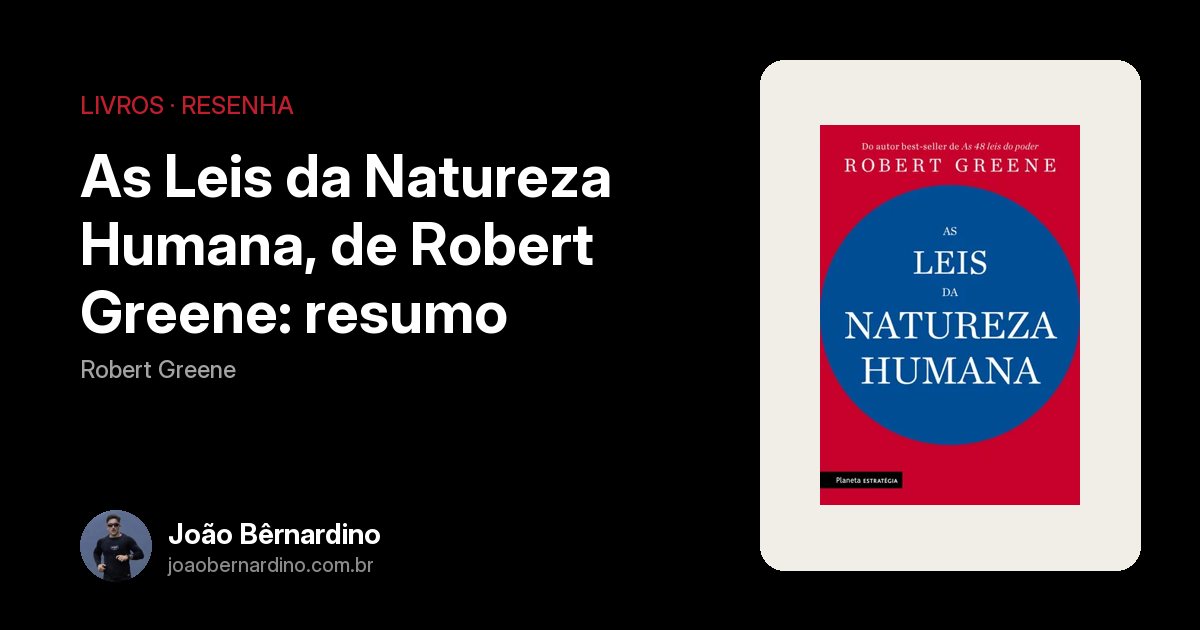 LIVROS · RESENHA
As Leis da Natureza
Humana, de Robert
Greene: resumo
Robert Greene
João Bêrnardino
joaobernardino.com.br
Do autor best-seller de As 48 leis do poder
ROBERT GREENE
AS
LEIS
DA
NATUREZA
HUMANA
Planeta ESTRATÉGIA